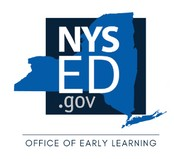 NYS
ED
.gov
OFFICE OF EARLY LEARNING